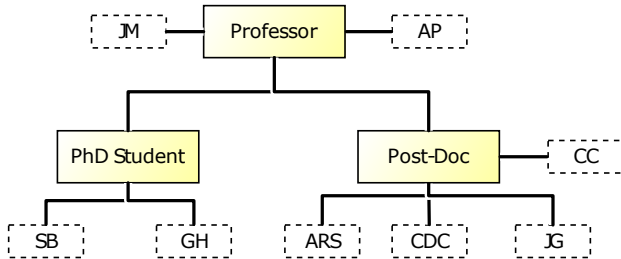 JM
Professor
AP
PhD Student
Post-Doc
CC
SB
GH
ARS
CDC
JG